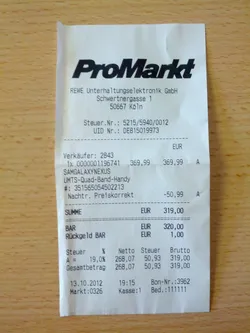 ProMarkt
REWE Unterhaltungselektronik GmbH
Schwertnergasse 1
50667 Köln
Steuer.Nr.: 5215/5940/0012
UID Nr.: DE815019973
EUR
Verkäufer: 2843
1x 0000001196741 369,99 369,99 A
SAMGALAXYNEXUS
UMTS-Quad-Band-Handy
#: 351565054502213
Nachtr. Preiskorrekt -50,99 A
SUMME EUR 319,00
BAR EUR 320,00
Rückgeld BAR EUR 1,00
Steuer % Netto Steuer Brutto
A = 19,0% 268,07 50,93 319,00
Gesamtbetrag 268,07 50,93 319,00
13.10.2012 19:15 Bon-Nr.:3962
Markt:0326 Kasse:1 Bed.:111111